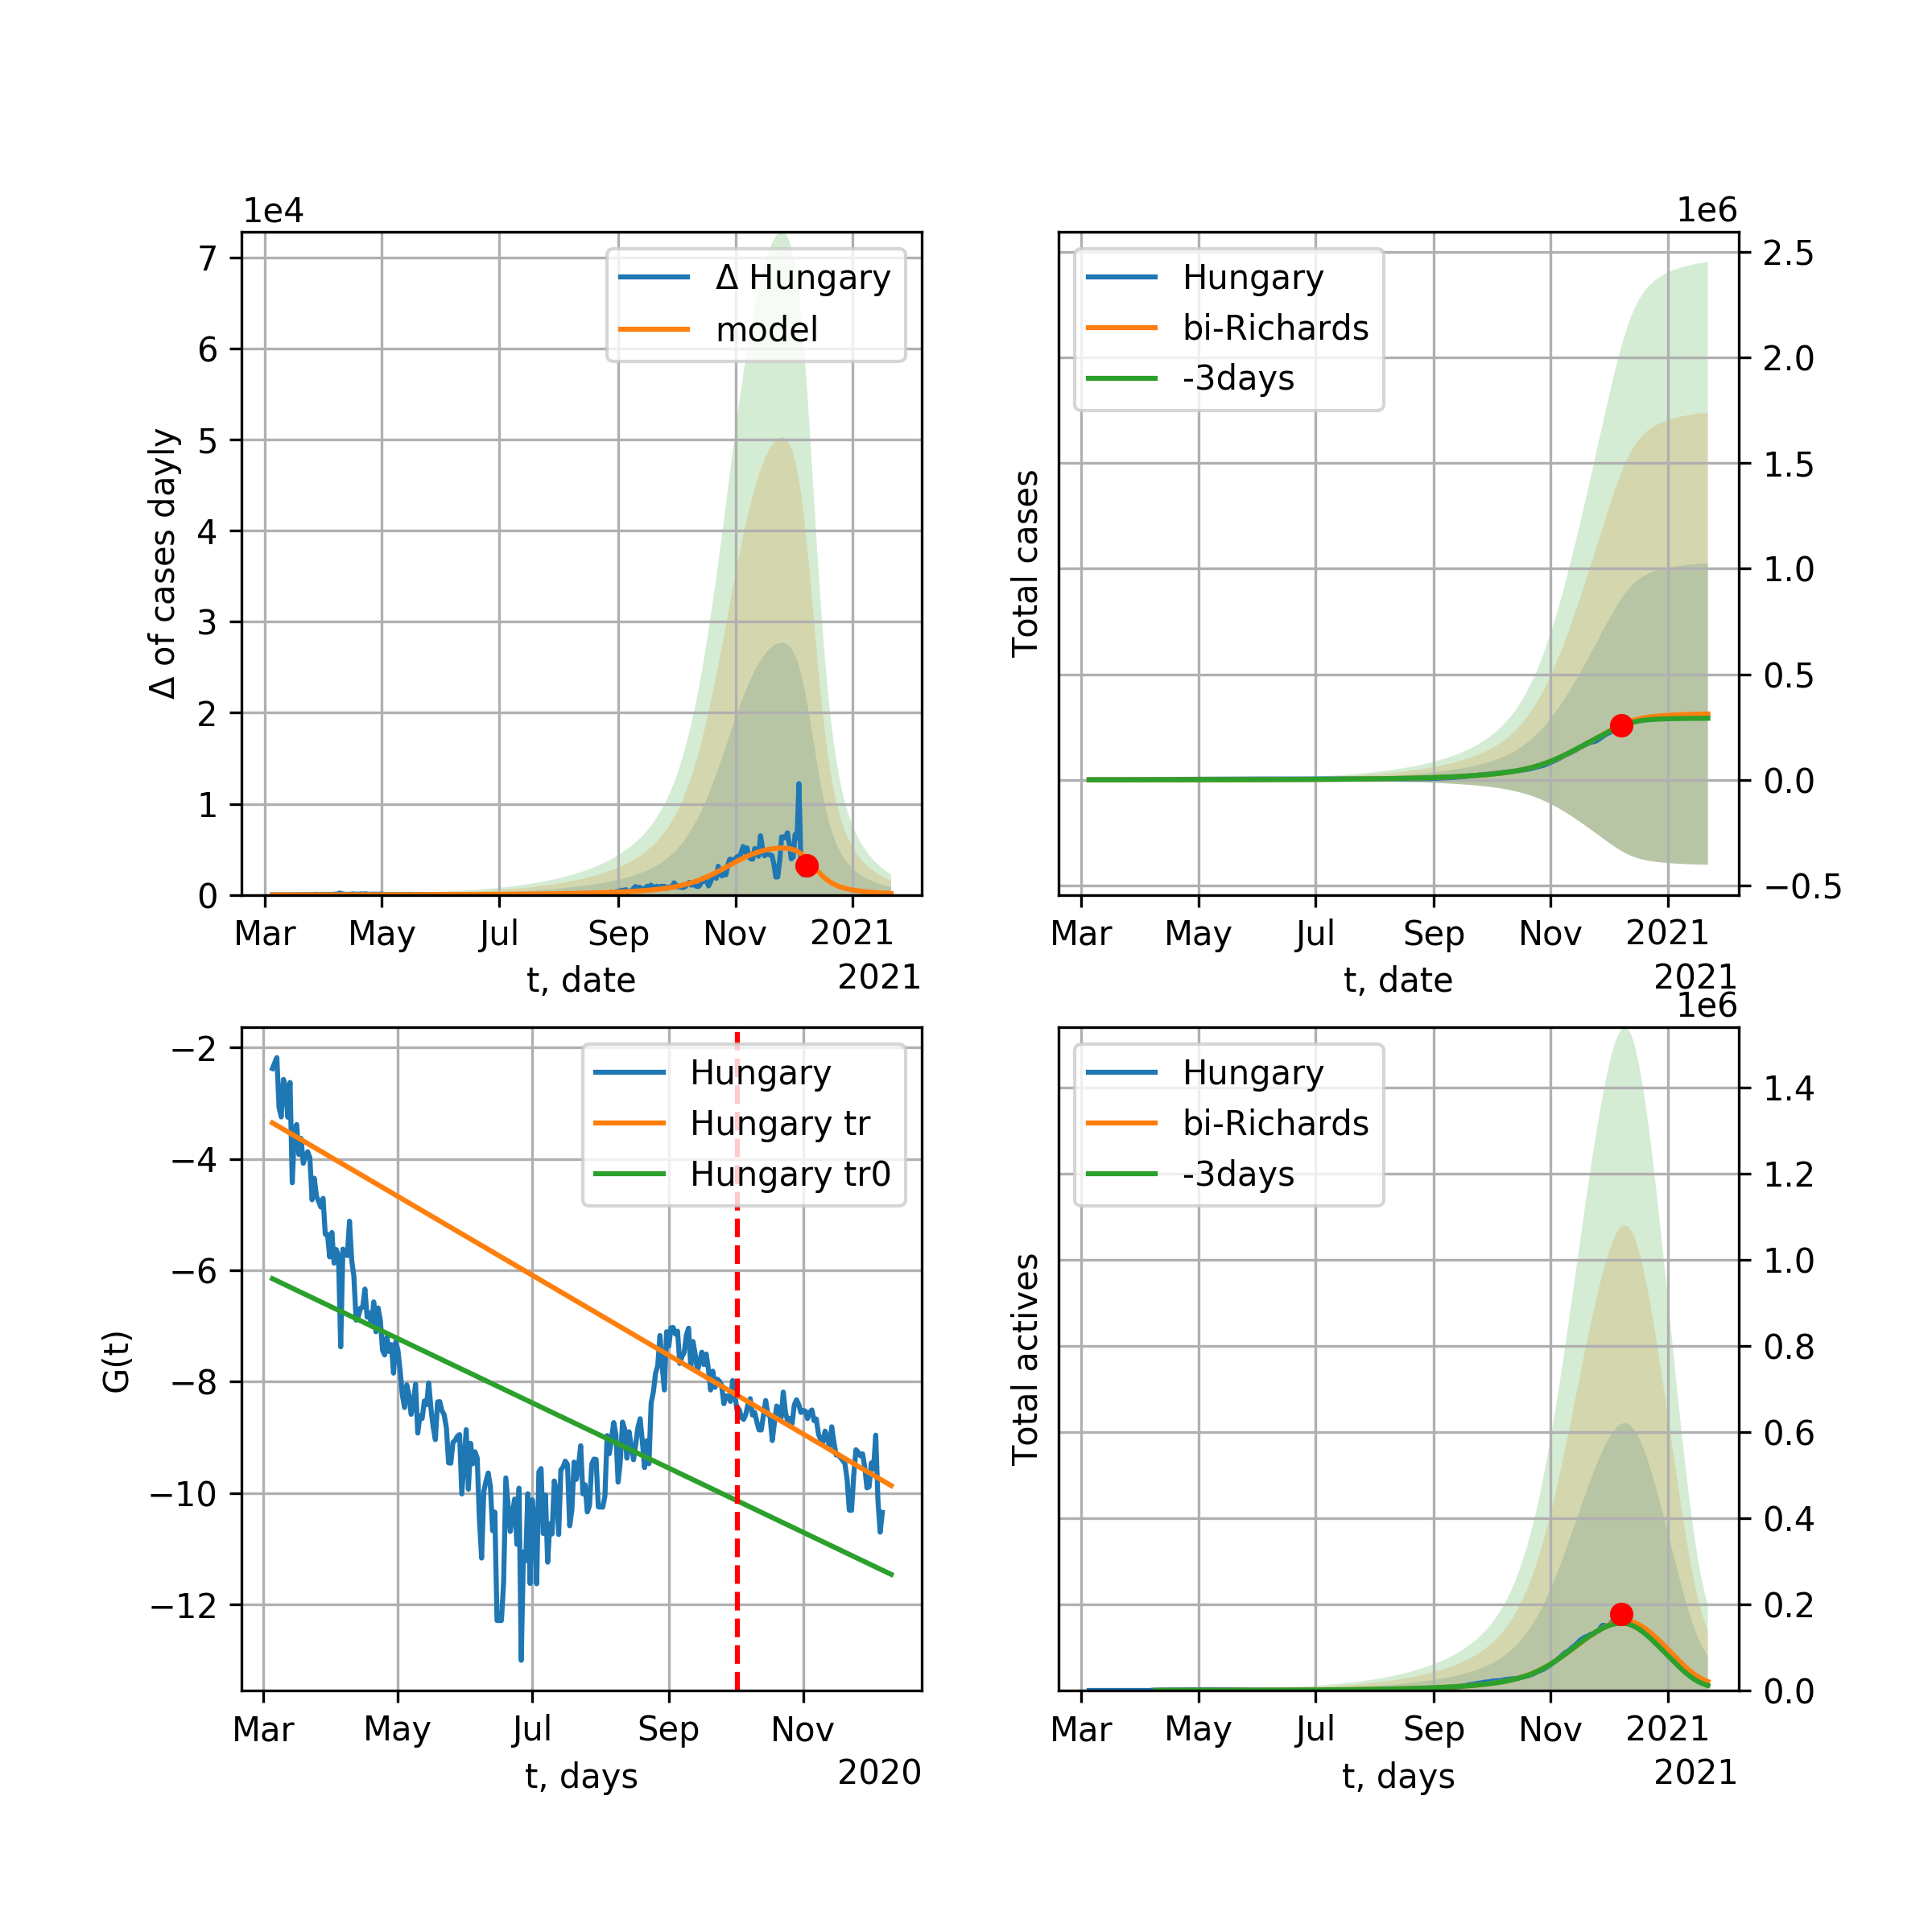 1e4
7
6
5
4
3
2
1
0
Δ of cases dayly
Δ Hungary
model
Mar May Jul Sep Nov 2021
t, date
2021
1e6
2.5
2.0
1.5
1.0
0.5
0.0
−0.5
Total cases
Hungary
bi-Richards
-3days
Mar May Jul Sep Nov 2021
t, date
2021
−2
−4
−6
−8
−10
−12
G(t)
Hungary
Hungary tr
Hungary tr0
Mar May Jul Sep Nov
t, days
2020
1e6
1.4
1.2
1.0
0.8
0.6
0.4
0.2
0.0
Total actives
Hungary
bi-Richards
-3days
Mar May Jul Sep Nov 2021
t, days
2021